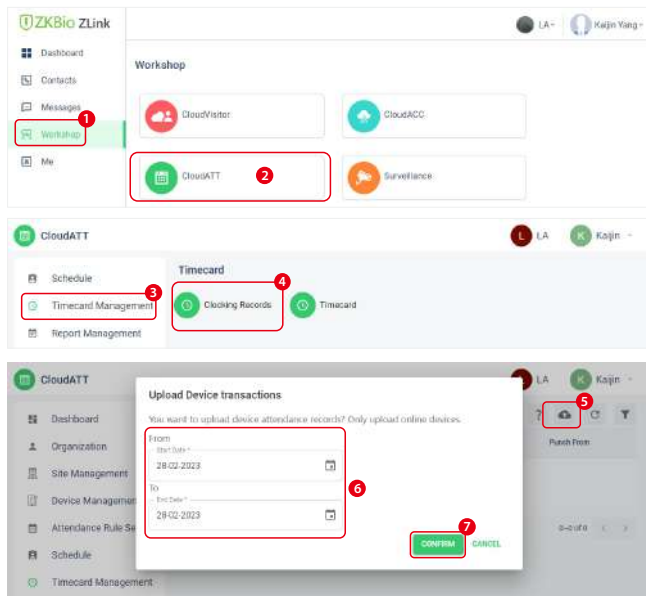 ZKBio ZLink
LA
Kaijin Yang
Dashboard
Contacts
Messages
1
Workshop
Me
Workshop
CloudVisitor
CloudACC
CloudATT
2
Surveillance
CloudATT
L LA
K Kaijin
Schedule
3
Timecard Management
Report Management
Timecard
4
Clocking Records
Timecard
CloudATT
LA
K Kaijin
5
?
Dashboard
Organization
Site Management
Device Managemen
Attendance Rule Se
Schedule
Timecard Management
Punch From
0-0 of 0
Upload Device transactions
You want to upload device attendance records? Only upload online devices.
From
Start Date *
28-02-2023
To
End Date *
28-02-2023
6
7
CONFIRM
CANCEL